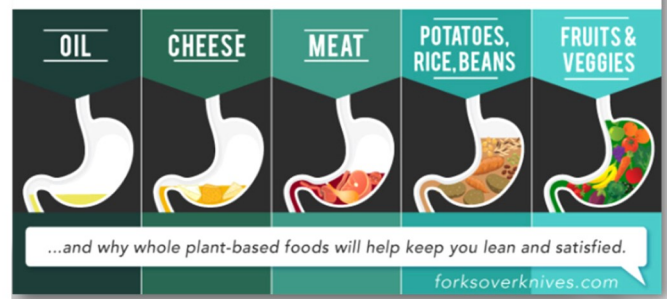 OIL
CHEESE
MEAT
POTATOES,
RICE, BEANS
FRUITS &
VEGGIES
...and why whole plant-based foods will help keep you lean and satisfied.
forksoverknives.com